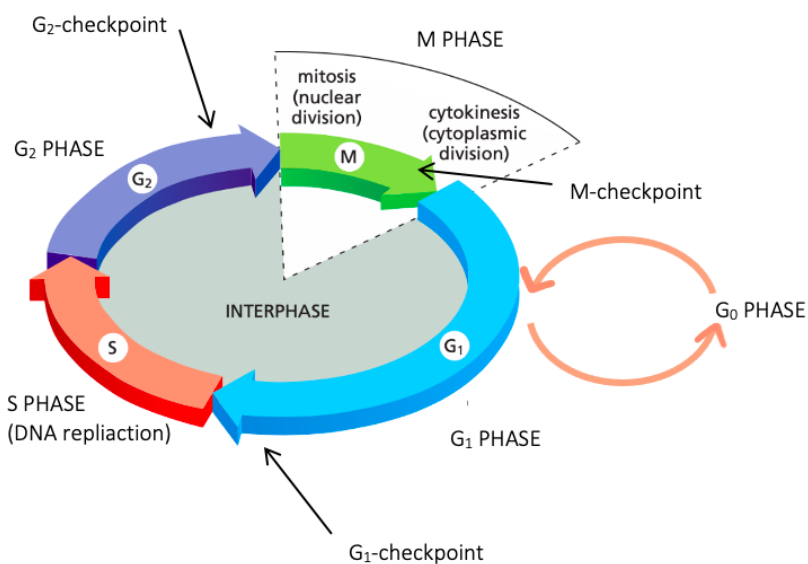 G₂-checkpoint
M PHASE
mitosis
(nuclear
division)
cytokinesis
(cytoplasmic
division)
G₂ PHASE
G₂
M
M-checkpoint
INTERPHASE
G₀ PHASE
S
G₁
S PHASE
(DNA repliaction)
G₁ PHASE
G₁-checkpoint